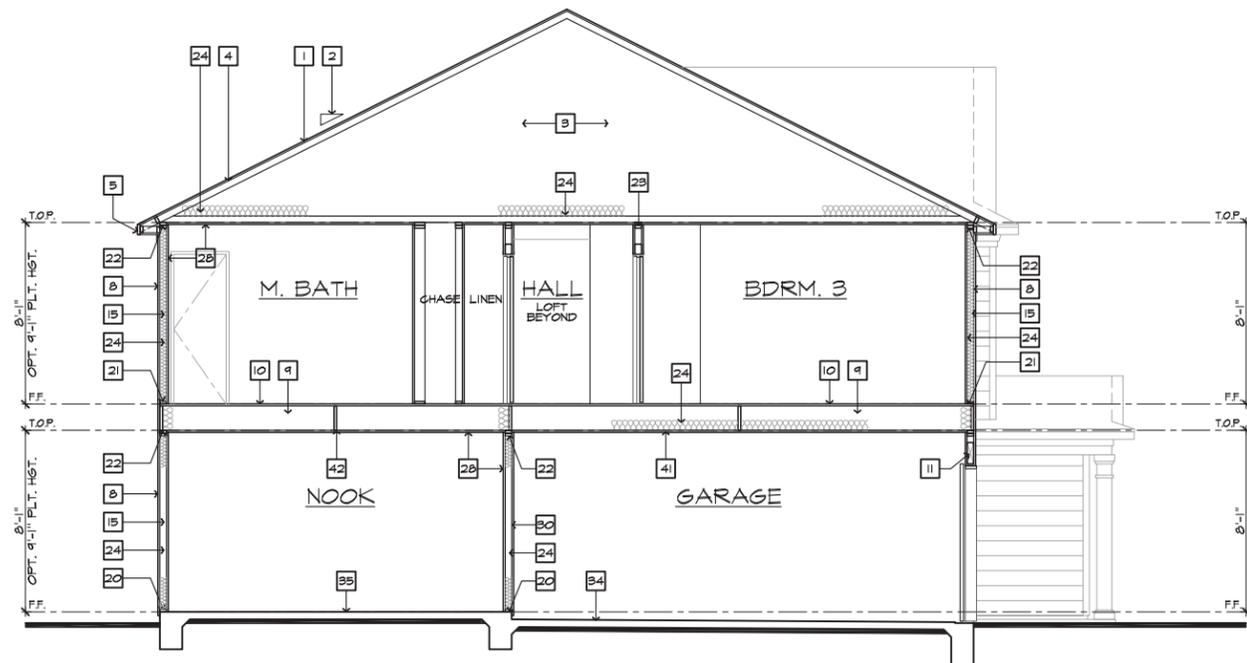 24 4 1 2
3
5 24 24 23
T.O.P. T.O.P.
22 28 22
8 M. BATH CHASE LINEN HALL BDRM. 3 8
LOFT
BEYOND
15 15
24 24
8'-1"
OPT. 9'-1" PLT. HGT.
8'-1"
21 10 9 24 10 9 21
F.F. F.F.
T.O.P. T.O.P.
22 42 28 22 41 11
8 NOOK GARAGE
15 30
24 24
8'-1"
OPT. 9'-1" PLT. HGT.
8'-1"
20 35 20 34
F.F. F.F.